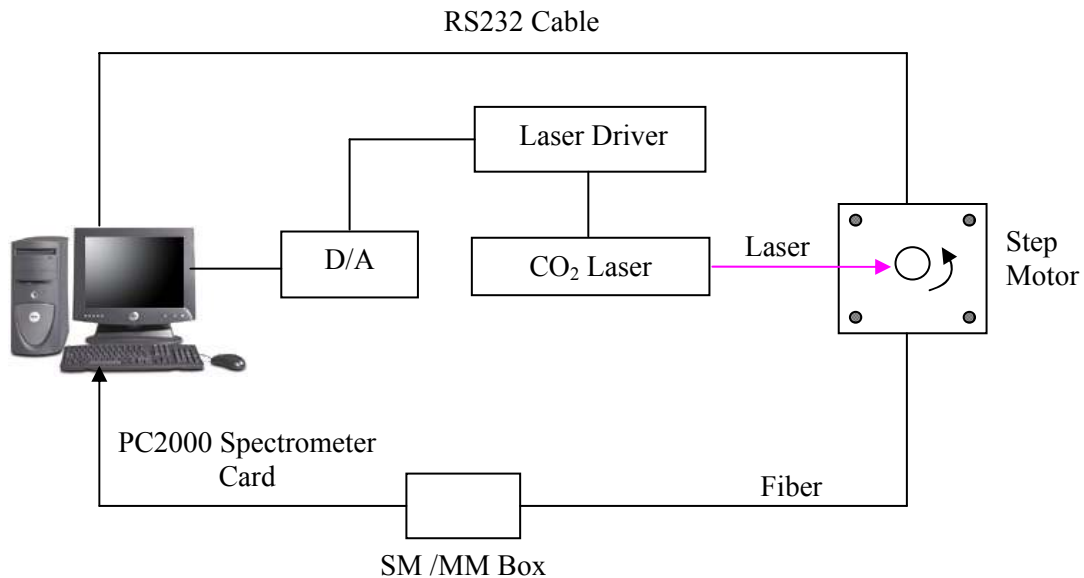 RS232 Cable
Laser Driver
D/A
CO₂ Laser
Laser
Step
Motor
PC2000 Spectrometer
Card
Fiber
SM /MM Box